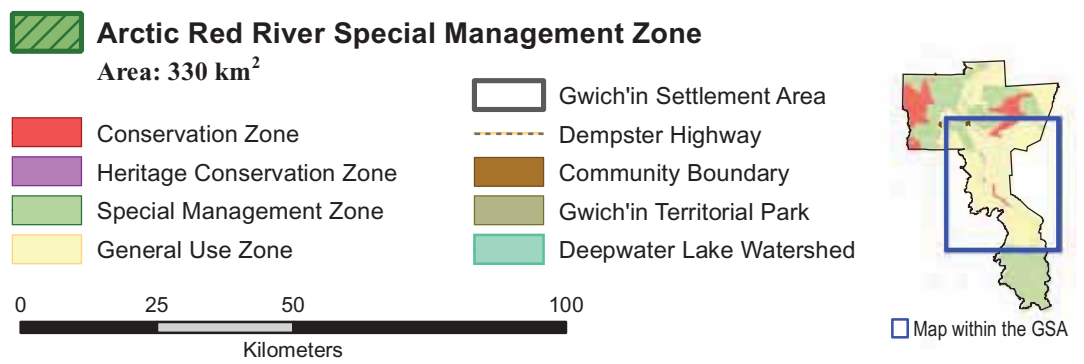 Arctic Red River Special Management Zone
Area: 330 km²
Conservation Zone
Heritage Conservation Zone
Special Management Zone
General Use Zone
Gwich'in Settlement Area
Dempster Highway
Community Boundary
Gwich'in Territorial Park
Deepwater Lake Watershed
0 25 50 100
Kilometers
Map within the GSA